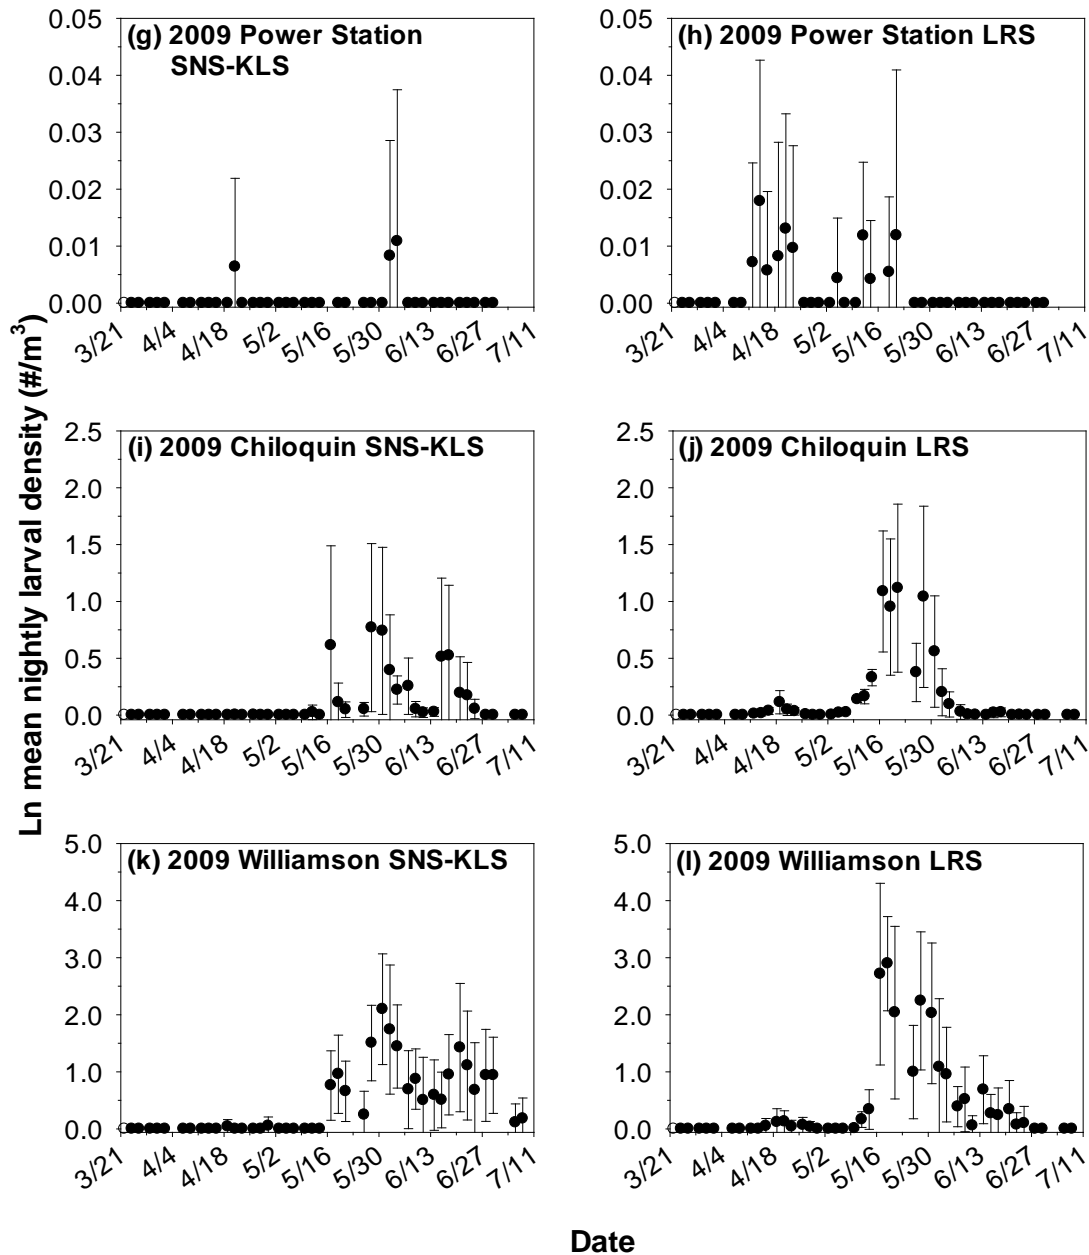 Ln mean nightly larval density (#/m³)
(g) 2009 Power Station
SNS-KLS
0.05
0.04
0.03
0.02
0.01
0.00
3/21 4/4 4/18 5/2 5/16 5/30 6/13 6/27 7/11
(h) 2009 Power Station LRS
0.05
0.04
0.03
0.02
0.01
0.00
3/21 4/4 4/18 5/2 5/16 5/30 6/13 6/27 7/11
(i) 2009 Chiloquin SNS-KLS
2.5
2.0
1.5
1.0
0.5
0.0
3/21 4/4 4/18 5/2 5/16 5/30 6/13 6/27 7/11
(j) 2009 Chiloquin LRS
2.5
2.0
1.5
1.0
0.5
0.0
3/21 4/4 4/18 5/2 5/16 5/30 6/13 6/27 7/11
(k) 2009 Williamson SNS-KLS
5.0
4.0
3.0
2.0
1.0
0.0
3/21 4/4 4/18 5/2 5/16 5/30 6/13 6/27 7/11
(l) 2009 Williamson LRS
5.0
4.0
3.0
2.0
1.0
0.0
3/21 4/4 4/18 5/2 5/16 5/30 6/13 6/27 7/11
Date